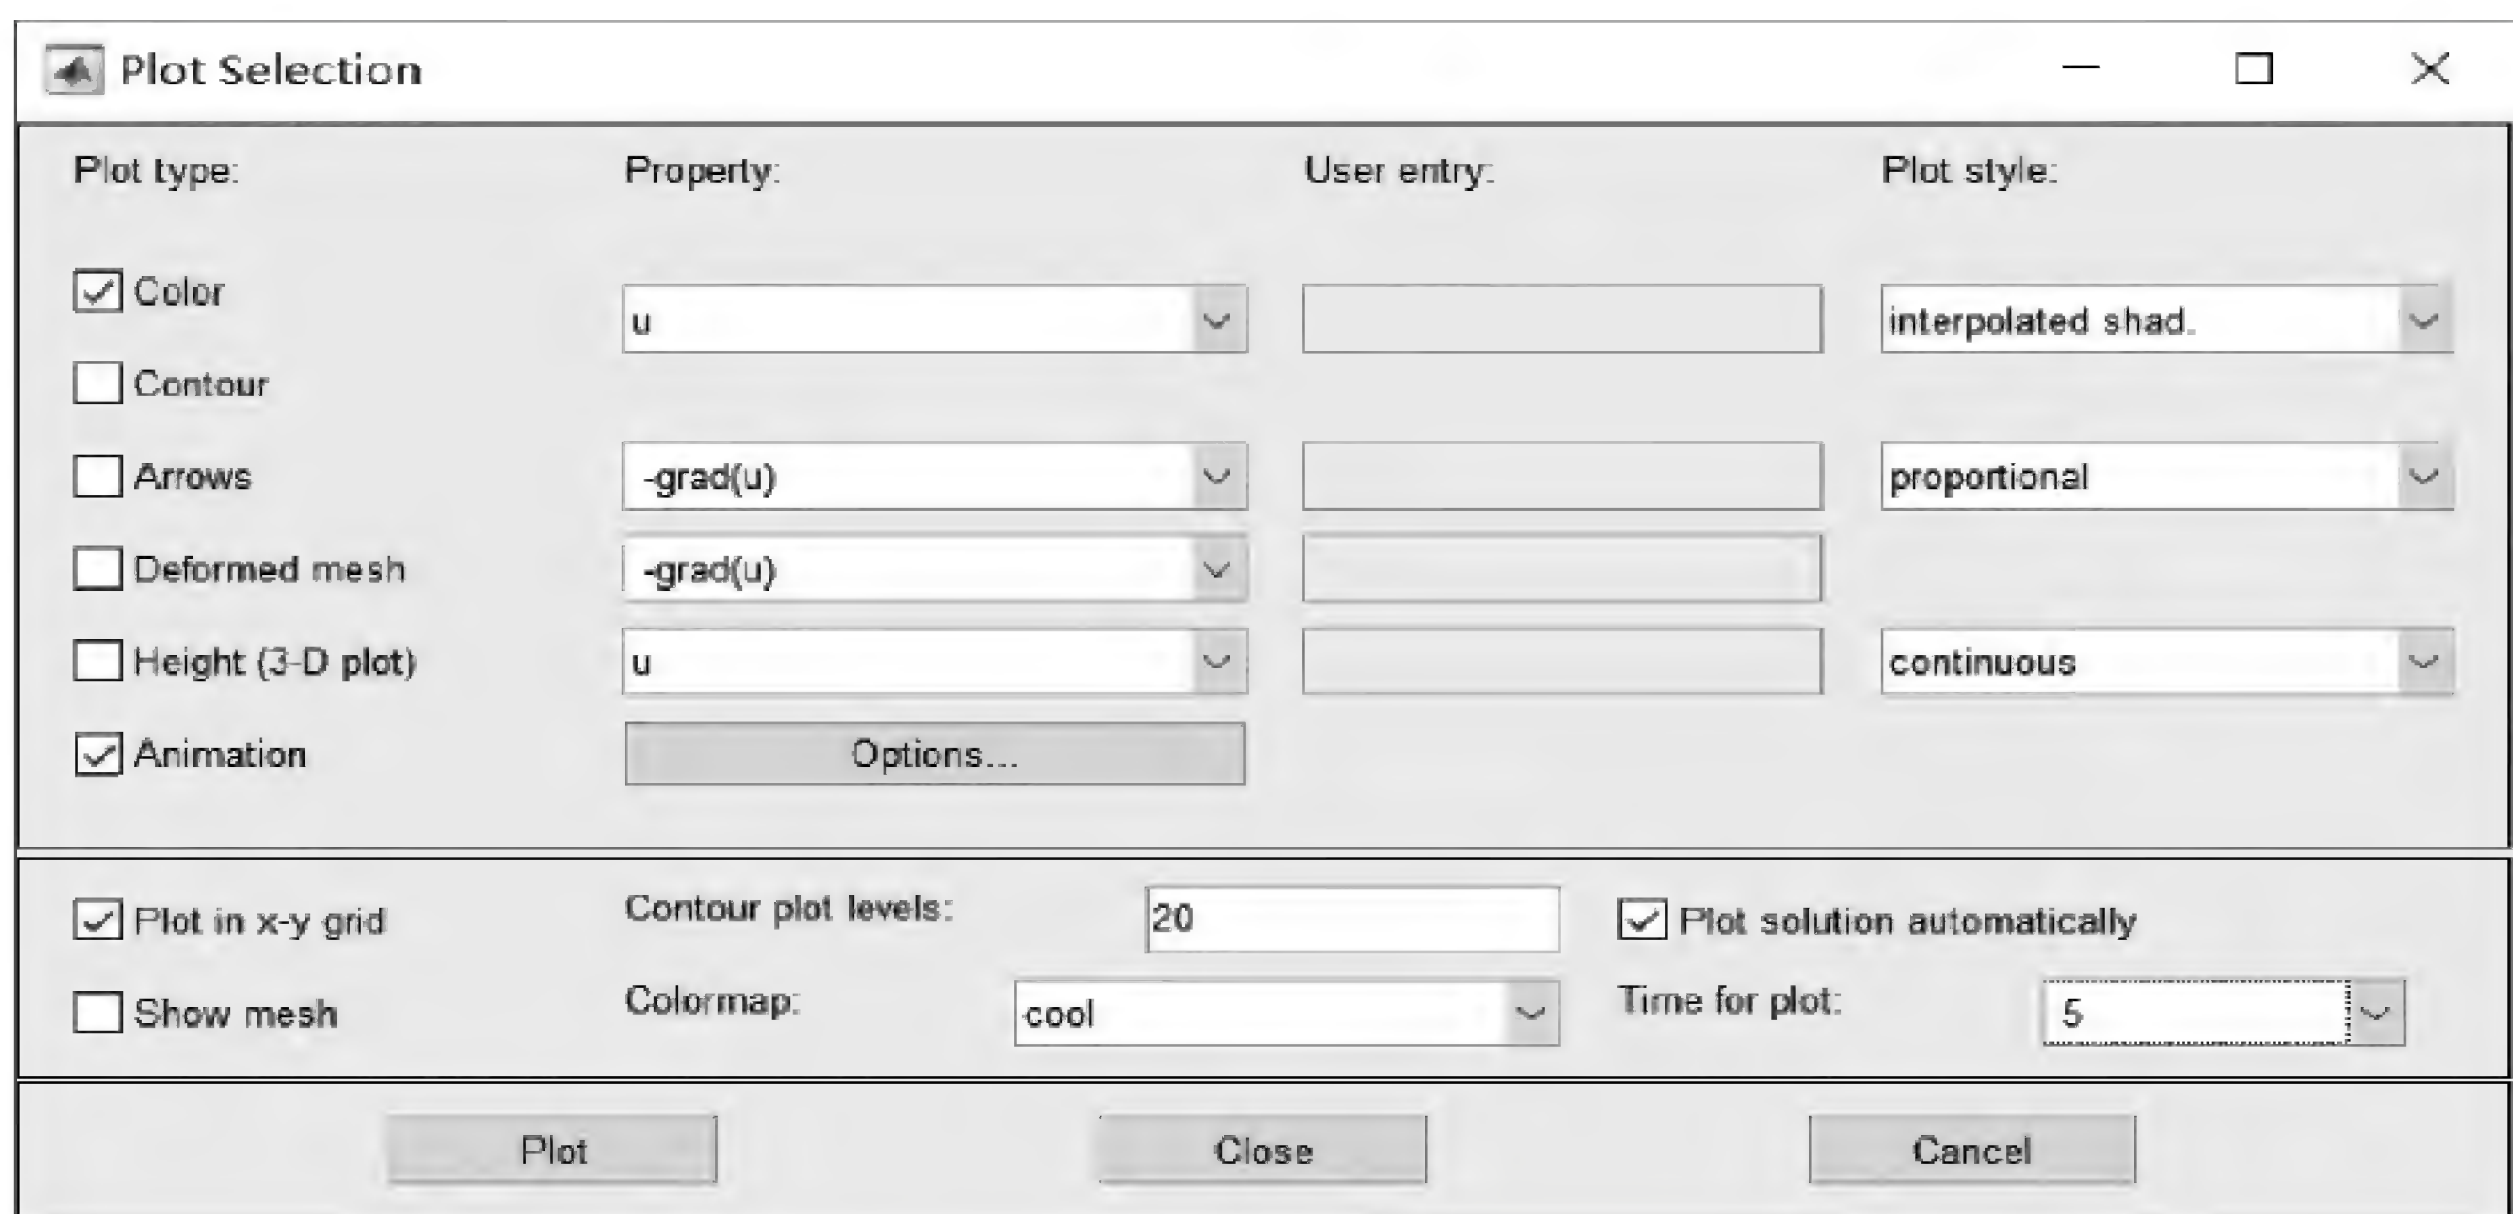 Plot Selection
Plot type: Property: User entry: Plot style:
Color u interpolated shad.
Contour
Arrows -grad(u) proportional
Deformed mesh -grad(u)
Height (3-D plot) u continuous
Animation Options...
Plot in x-y grid Contour plot levels: 20 Plot solution automatically
Show mesh Colormap: cool Time for plot: 5
Plot Close Cancel